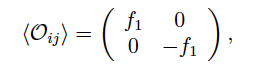 ⟨𝒪ij⟩ = ( f1 0
0 −f1 ) ,